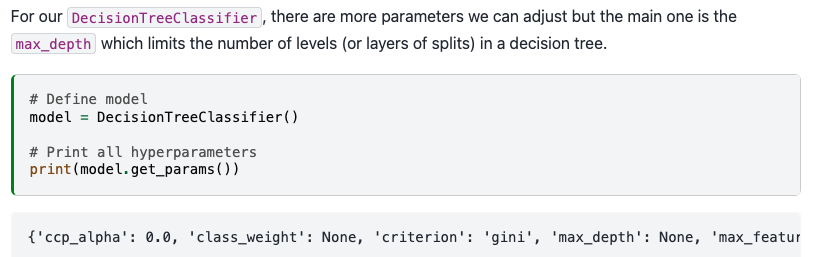 For our DecisionTreeClassifier, there are more parameters we can adjust but the main one is the
max_depth which limits the number of levels (or layers of splits) in a decision tree.
# Define model
model = DecisionTreeClassifier()
# Print all hyperparameters
print(model.get_params())
{'ccp_alpha': 0.0, 'class_weight': None, 'criterion': 'gini', 'max_depth': None, 'max_featur